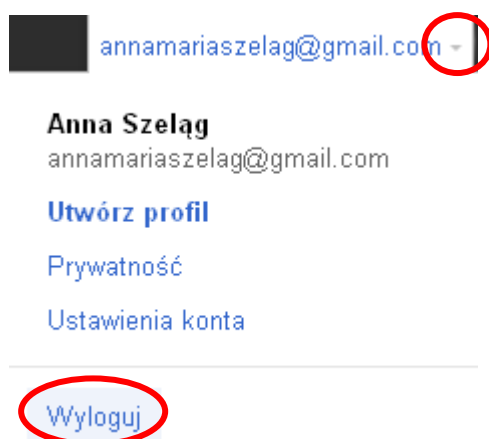 annamariaszelag@gmail.com
Anna Szeląg
annamariaszelag@gmail.com
Utwórz profil
Prywatność
Ustawienia konta
Wyloguj